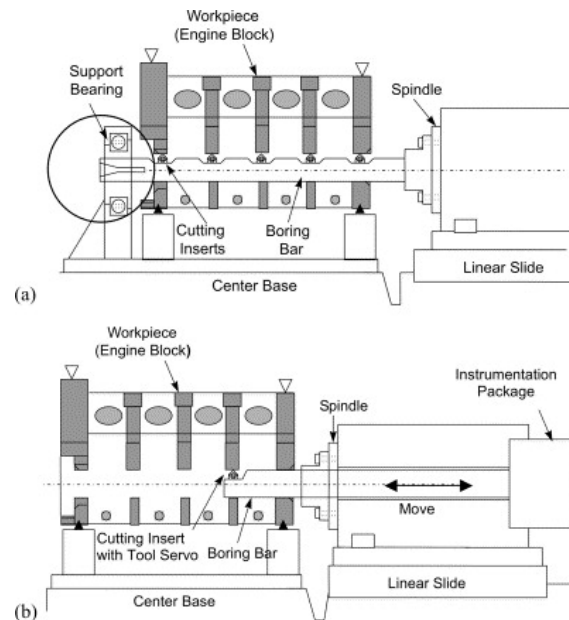 Workpiece
(Engine Block)
Support
Bearing
Spindle
Cutting
Inserts
Boring
Bar
Linear Slide
Center Base
(a)
Workpiece
(Engine Block)
Instrumentation
Package
Spindle
Move
Cutting Insert
with Tool Servo
Boring Bar
Linear Slide
Center Base
(b)